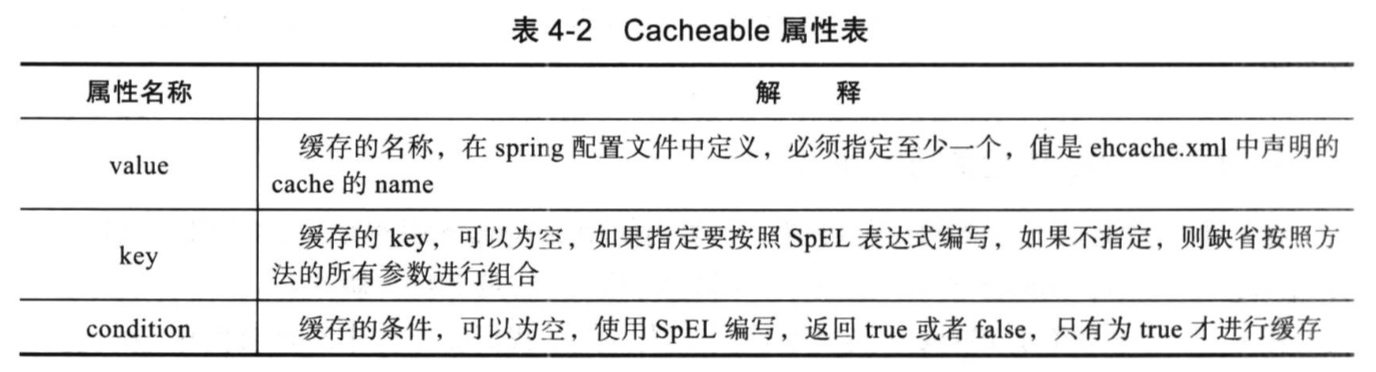 表 4-2 Cacheable 属性表
属性名称 解 释
value 缓存的名称，在 spring 配置文件中定义，必须指定至少一个，值是 ehcache.xml 中声明的
cache 的 name
key 缓存的 key，可以为空，如果指定要按照 SpEL 表达式编写，如果不指定，则缺省按照方
法的所有参数进行组合
condition 缓存的条件，可以为空，使用 SpEL 编写，返回 true 或者 false，只有为 true 才进行缓存